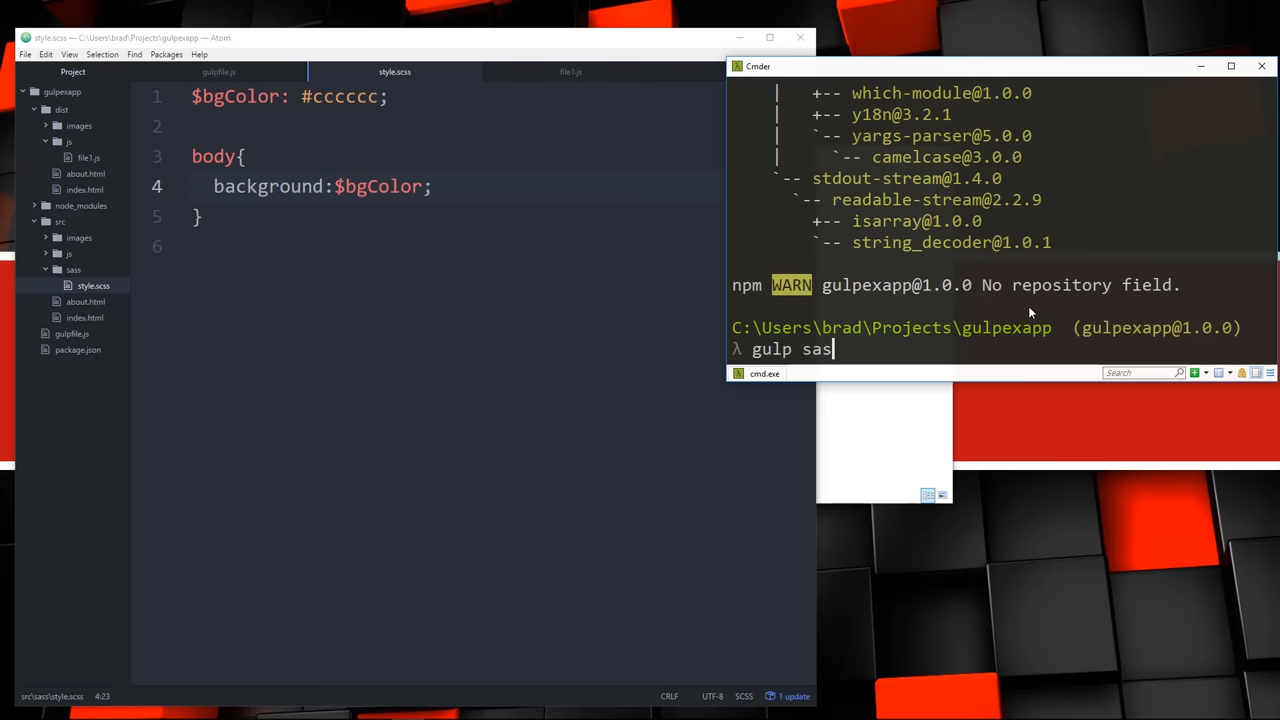 style.scss — C:\Users\brad\Projects\gulpexapp — Atom
File Edit View Selection Find Packages Help
Project
gulpfile.js style.scss file1.js
gulpexapp
dist
images
js
file1.js
about.html
index.html
node_modules
src
images
js
sass
style.scss
about.html
index.html
gulpfile.js
package.json
1 $bgColor: #cccccc;
2
3 body{
4 background:$bgColor;
5 }
6
src\sass\style.scss 4:23
CRLF UTF-8 SCSS 1 update
Cmder
| +-- which-module@1.0.0
| +-- y18n@3.2.1
| `-- yargs-parser@5.0.0
| `-- camelcase@3.0.0
`-- stdout-stream@1.4.0
`-- readable-stream@2.2.9
+-- isarray@1.0.0
`-- string_decoder@1.0.1
npm WARN gulpexapp@1.0.0 No repository field.
C:\Users\brad\Projects\gulpexapp (gulpexapp@1.0.0)
λ gulp sas
cmd.exe
Search